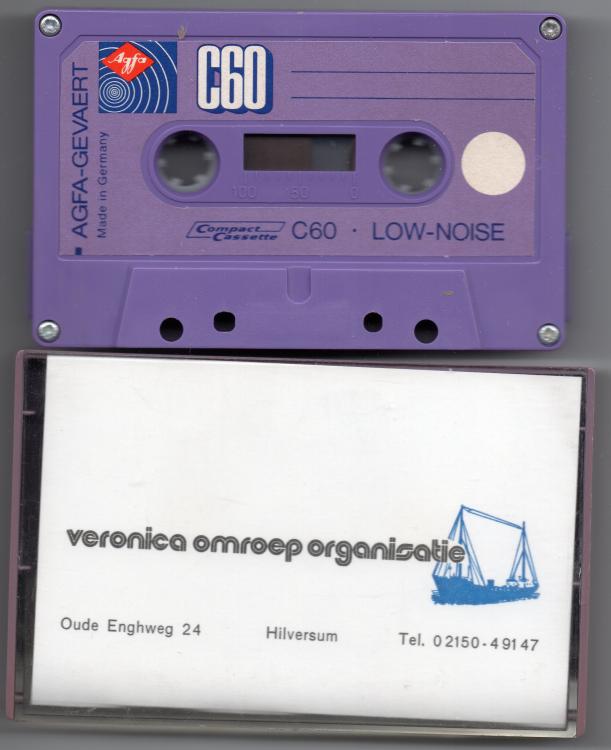 Agfa
C60
AGFA-GEVAERT
Made in Germany
100 50 0
Compact
Cassette
C60 · LOW-NOISE
veronica omroep organisatie
Oude Enghweg 24 Hilversum Tel. 02150-49147